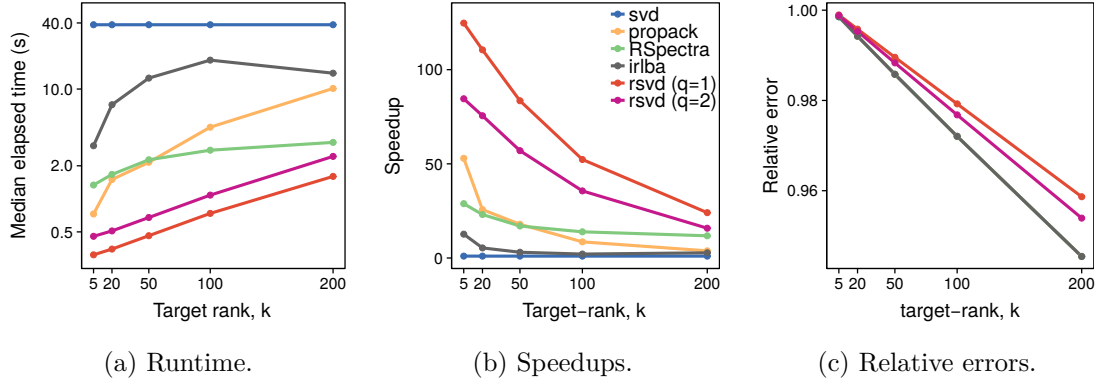 Median elapsed time (s)
40.0
10.0
2.0
0.5
5 20 50 100 200
Target rank, k
(a) Runtime.
Speedup
100
50
0
svd
propack
RSpectra
irlba
rsvd (q=1)
rsvd (q=2)
5 20 50 100 200
Target-rank, k
(b) Speedups.
Relative error
1.00
0.98
0.96
5 20 50 100 200
target-rank, k
(c) Relative errors.